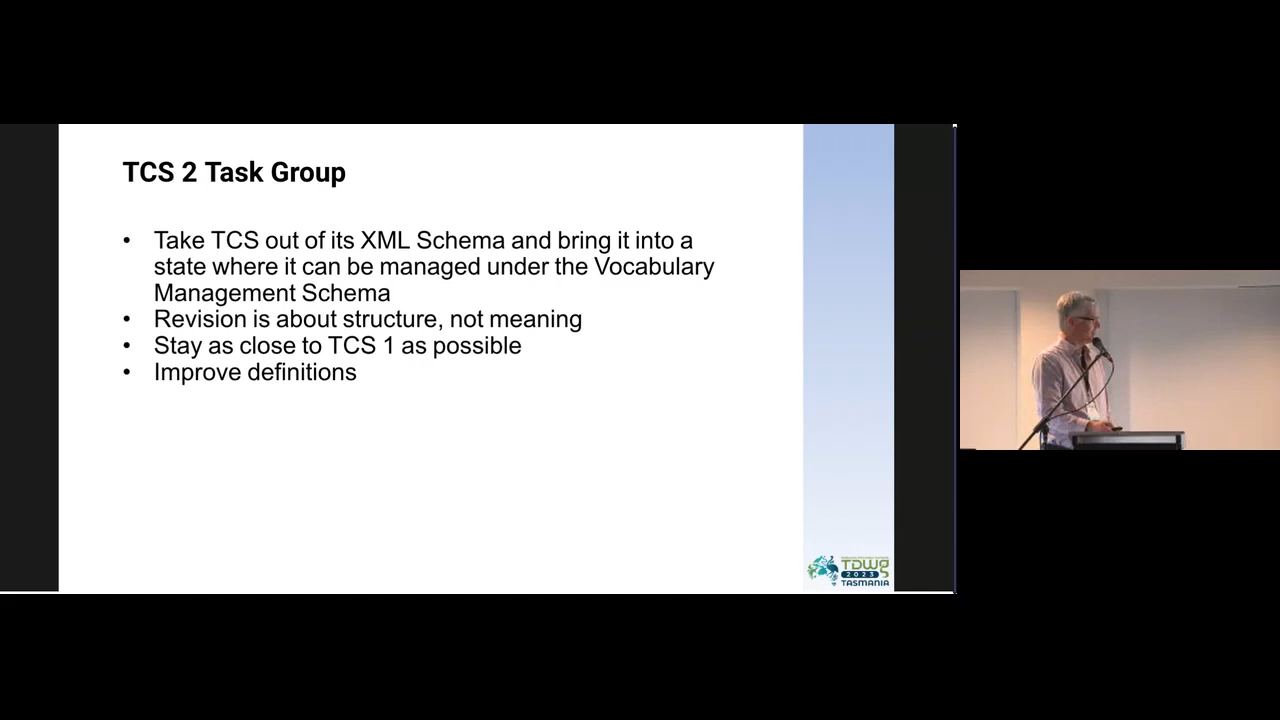 TCS 2 Task Group
• Take TCS out of its XML Schema and bring it into a
state where it can be managed under the Vocabulary
Management Schema
• Revision is about structure, not meaning
• Stay as close to TCS 1 as possible
• Improve definitions
TDWG
2023
TASMANIA